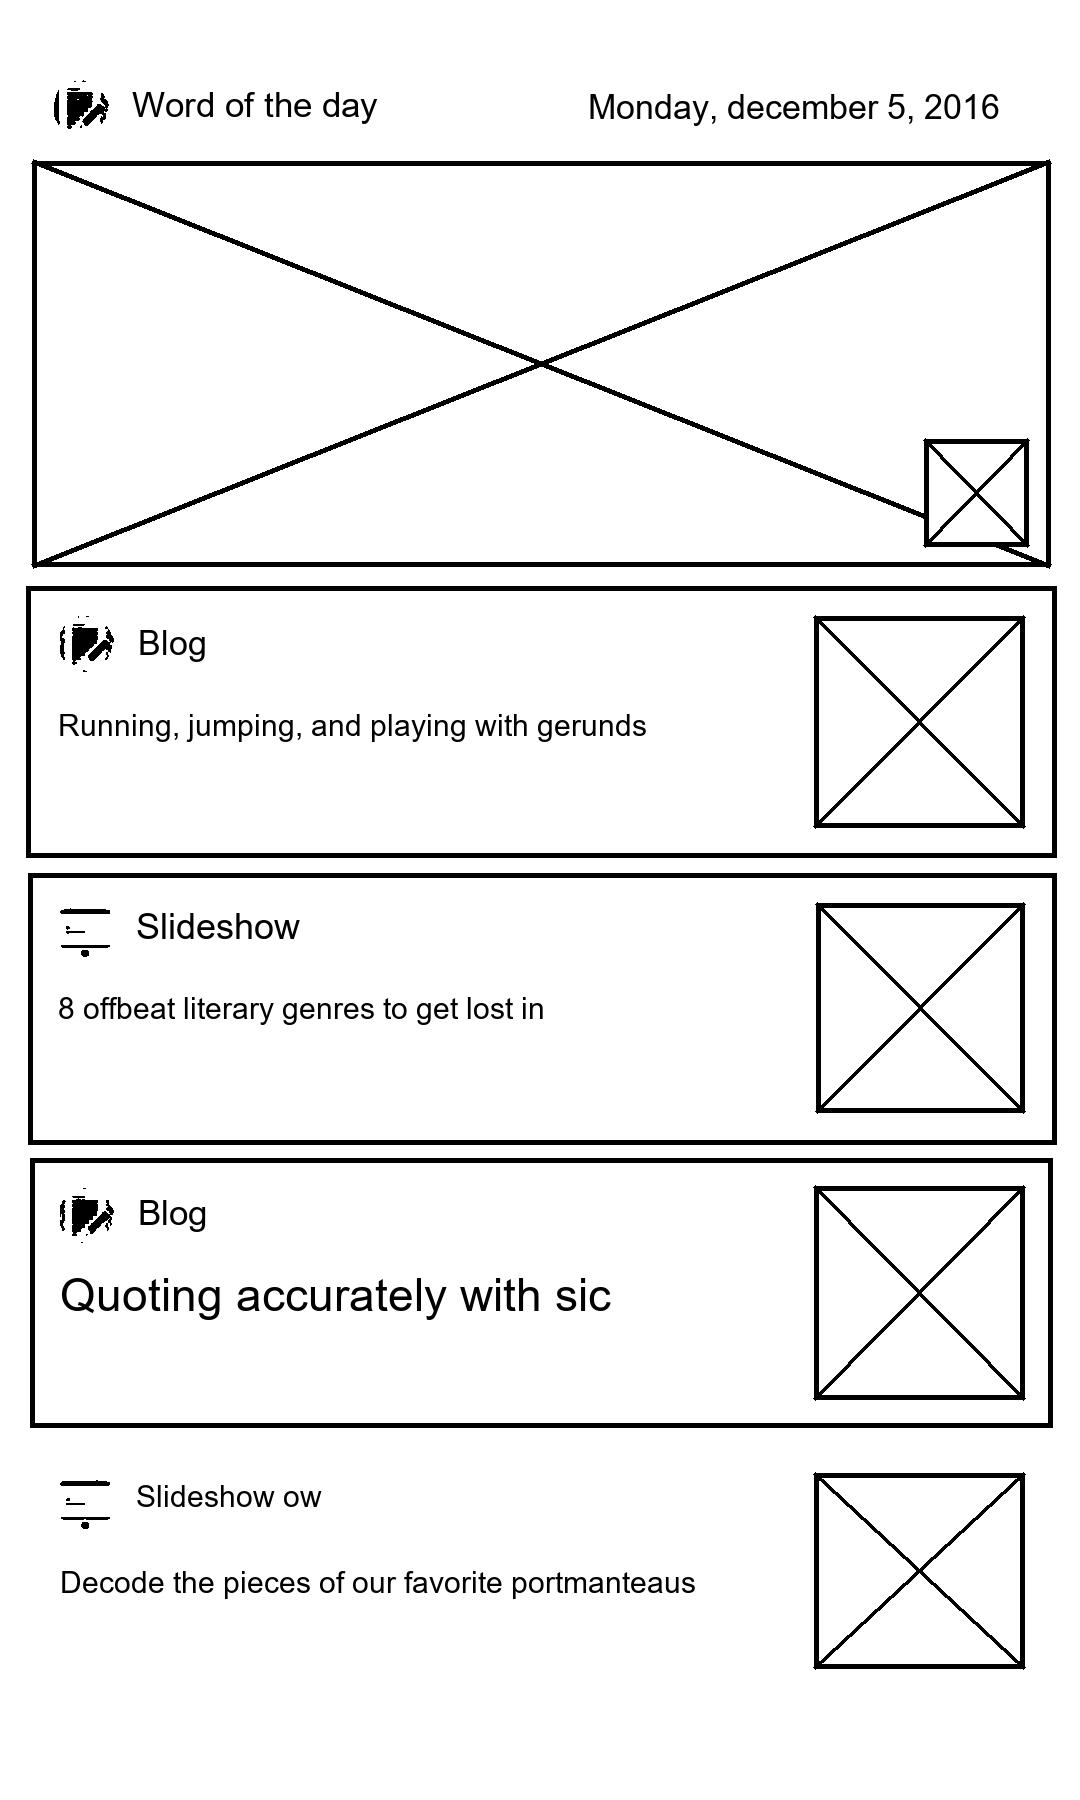 Word of the day
Monday, december 5, 2016
Blog
Running, jumping, and playing with gerunds
Slideshow
8 offbeat literary genres to get lost in
Blog
Quoting accurately with sic
Slideshow ow
Decode the pieces of our favorite portmanteaus